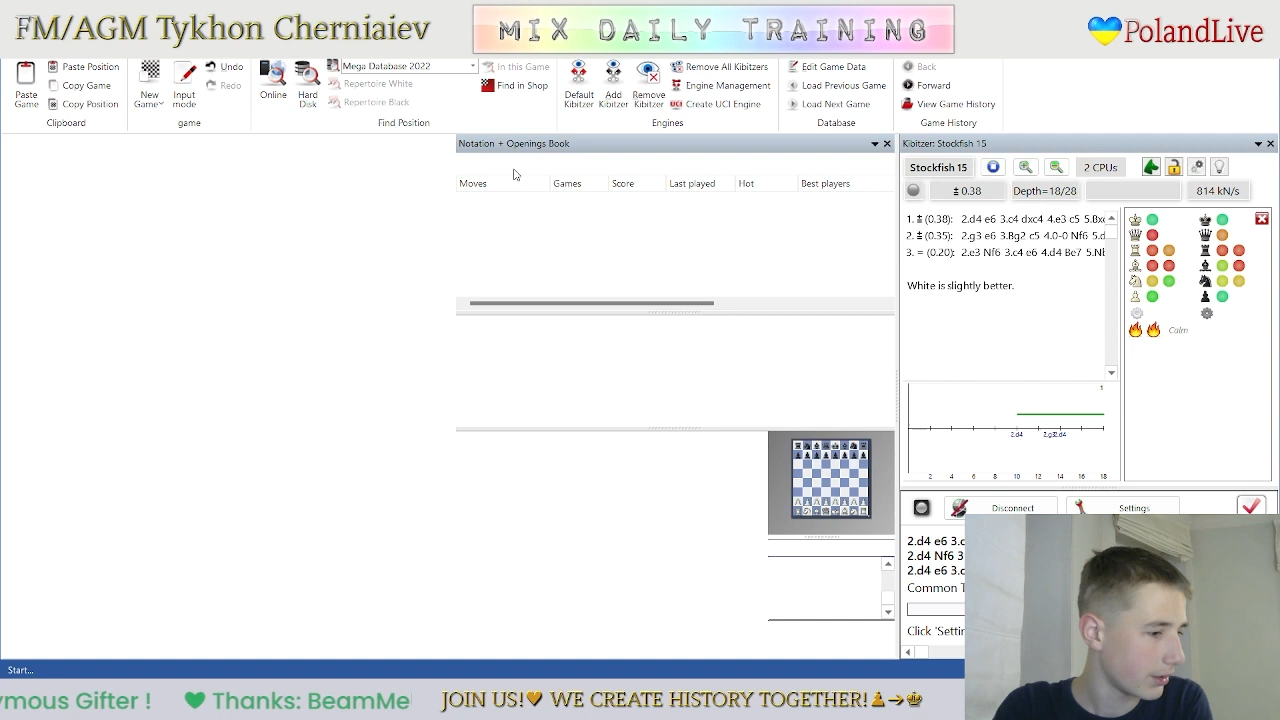 FM/AGM Tykhon Cherniaiev
MIX DAILY TRAINING
PolandLive
Paste Game
Paste Position
Copy Game
Copy Position
Clipboard
New Game
Input mode
Undo
Redo
game
Online
Hard Disk
Mega Database 2022
Repertoire White
Repertoire Black
In this Game
Find in Shop
Find Position
Default Kibitzer
Add Kibitzer
Remove Kibitzer
Remove All Kibitzers
Engine Management
UCI Create UCI Engine
Engines
Edit Game Data
Load Previous Game
Load Next Game
Database
Back
Forward
View Game History
Game History
Notation + Openings Book
Moves Games Score Last played Hot Best players
Kibitzer: Stockfish 15
Stockfish 15
2 CPUs
± 0.38
Depth=18/28
814 kN/s
1. ⩲ (0.38): 2.d4 e6 3.c4 dxc4 4.e3 c5 5.Bxc
2. ⩲ (0.35): 2.g3 e6 3.Bg2 c5 4.0-0 Nf6 5.d
3. = (0.20): 2.e3 Nf6 3.c4 e6 4.d4 Be7 5.Nb
White is slightly better.
Calm
1
2.d4 2.g3 2.d4
2 4 6 8 10 12 14 16 18
Disconnect
Settings
2.d4 e6 3.c
2.d4 Nf6 3
2.d4 e6 3.c
Common T
Click 'Settin
Start...
ymous Gifter !
Thanks: BeamMe
JOIN US!🧡 WE CREATE HISTORY TOGETHER!♟→♚